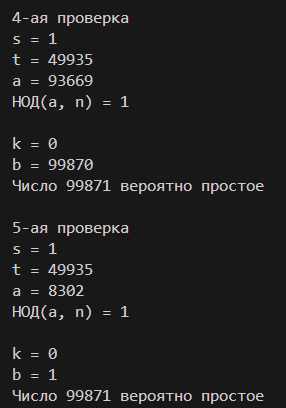 4-ая проверка
s = 1
t = 49935
a = 93669
НОД(a, n) = 1
k = 0
b = 99870
Число 99871 вероятно простое
5-ая проверка
s = 1
t = 49935
a = 8302
НОД(a, n) = 1
k = 0
b = 1
Число 99871 вероятно простое